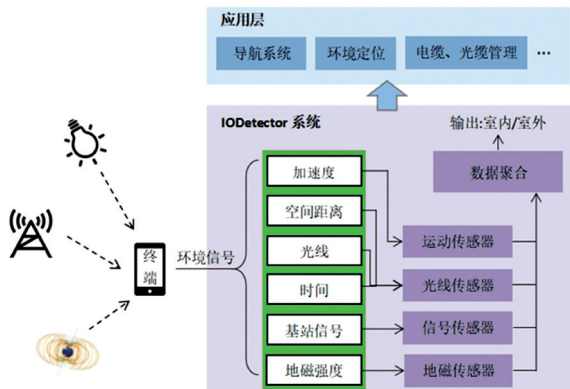 应用层
导航系统
环境定位
电缆、光缆管理
...
IODetector 系统
输出:室内/室外
数据聚合
加速度
空间距离
光线
时间
基站信号
地磁强度
运动传感器
光线传感器
信号传感器
地磁传感器
环境信号
终
端